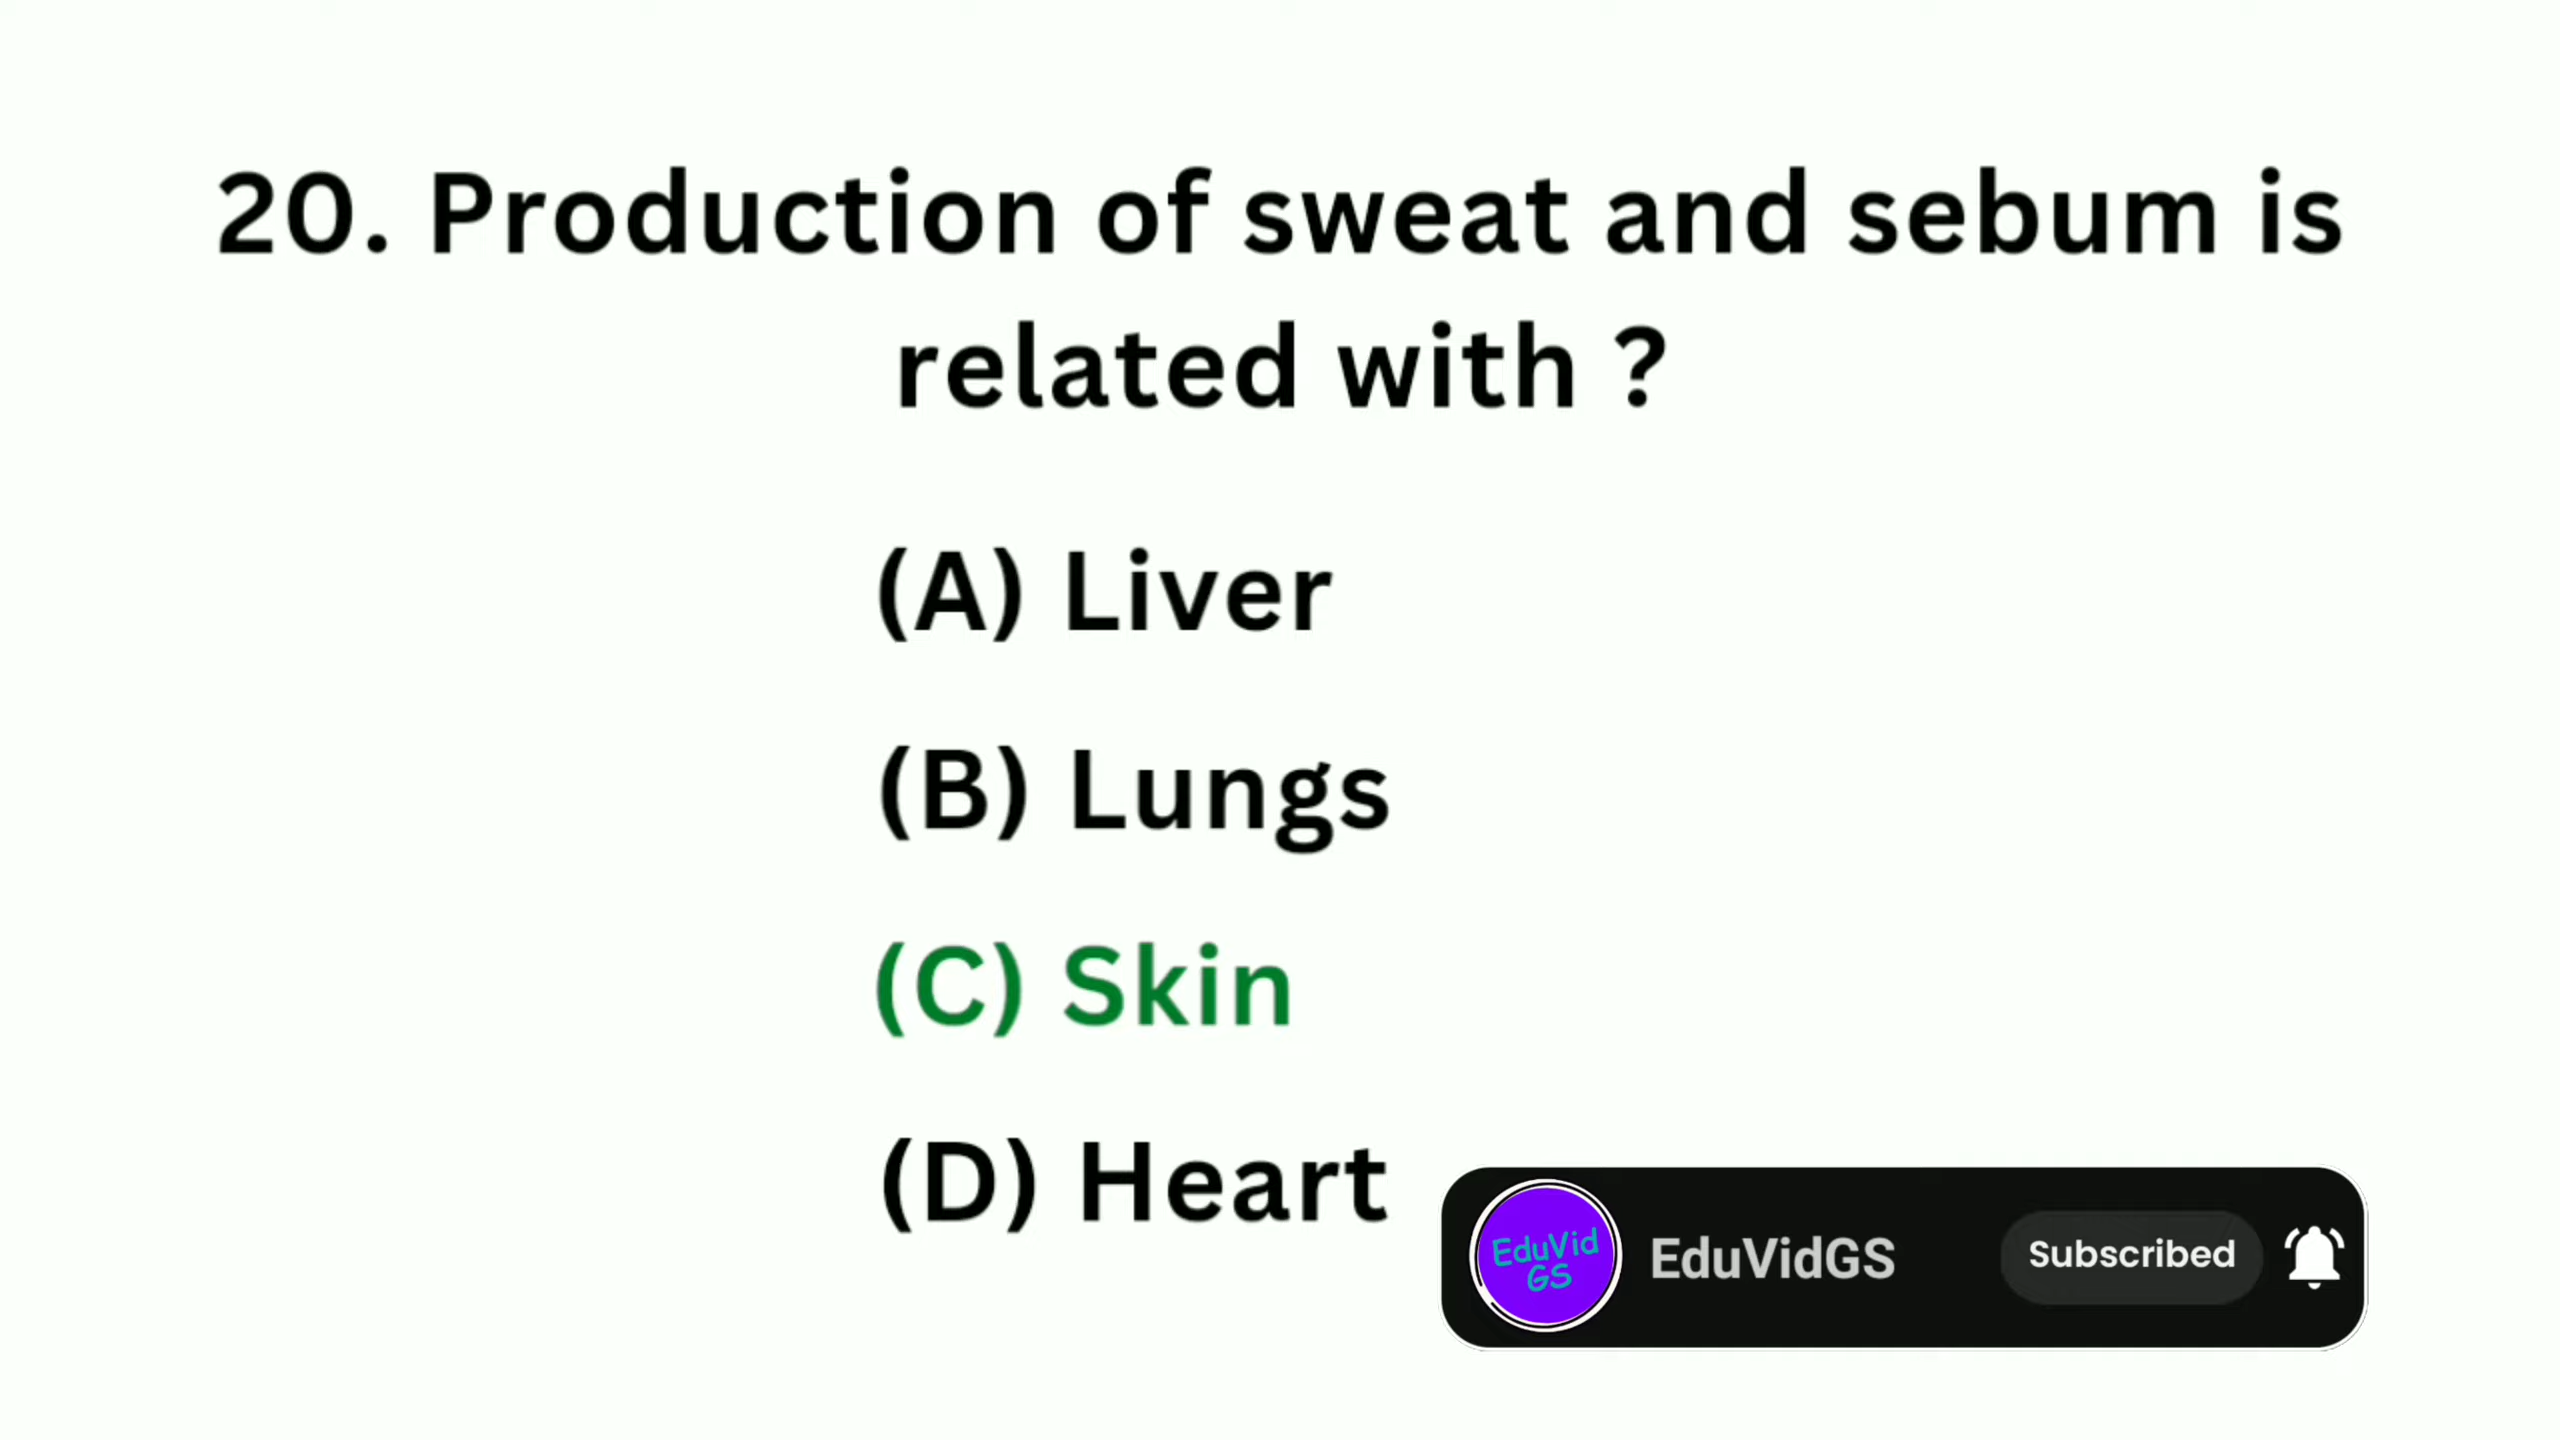 20. Production of sweat and sebum is
related with ?
(A) Liver
(B) Lungs
(C) Skin
(D) Heart
EduVid
GS
EduVidGS
Subscribed